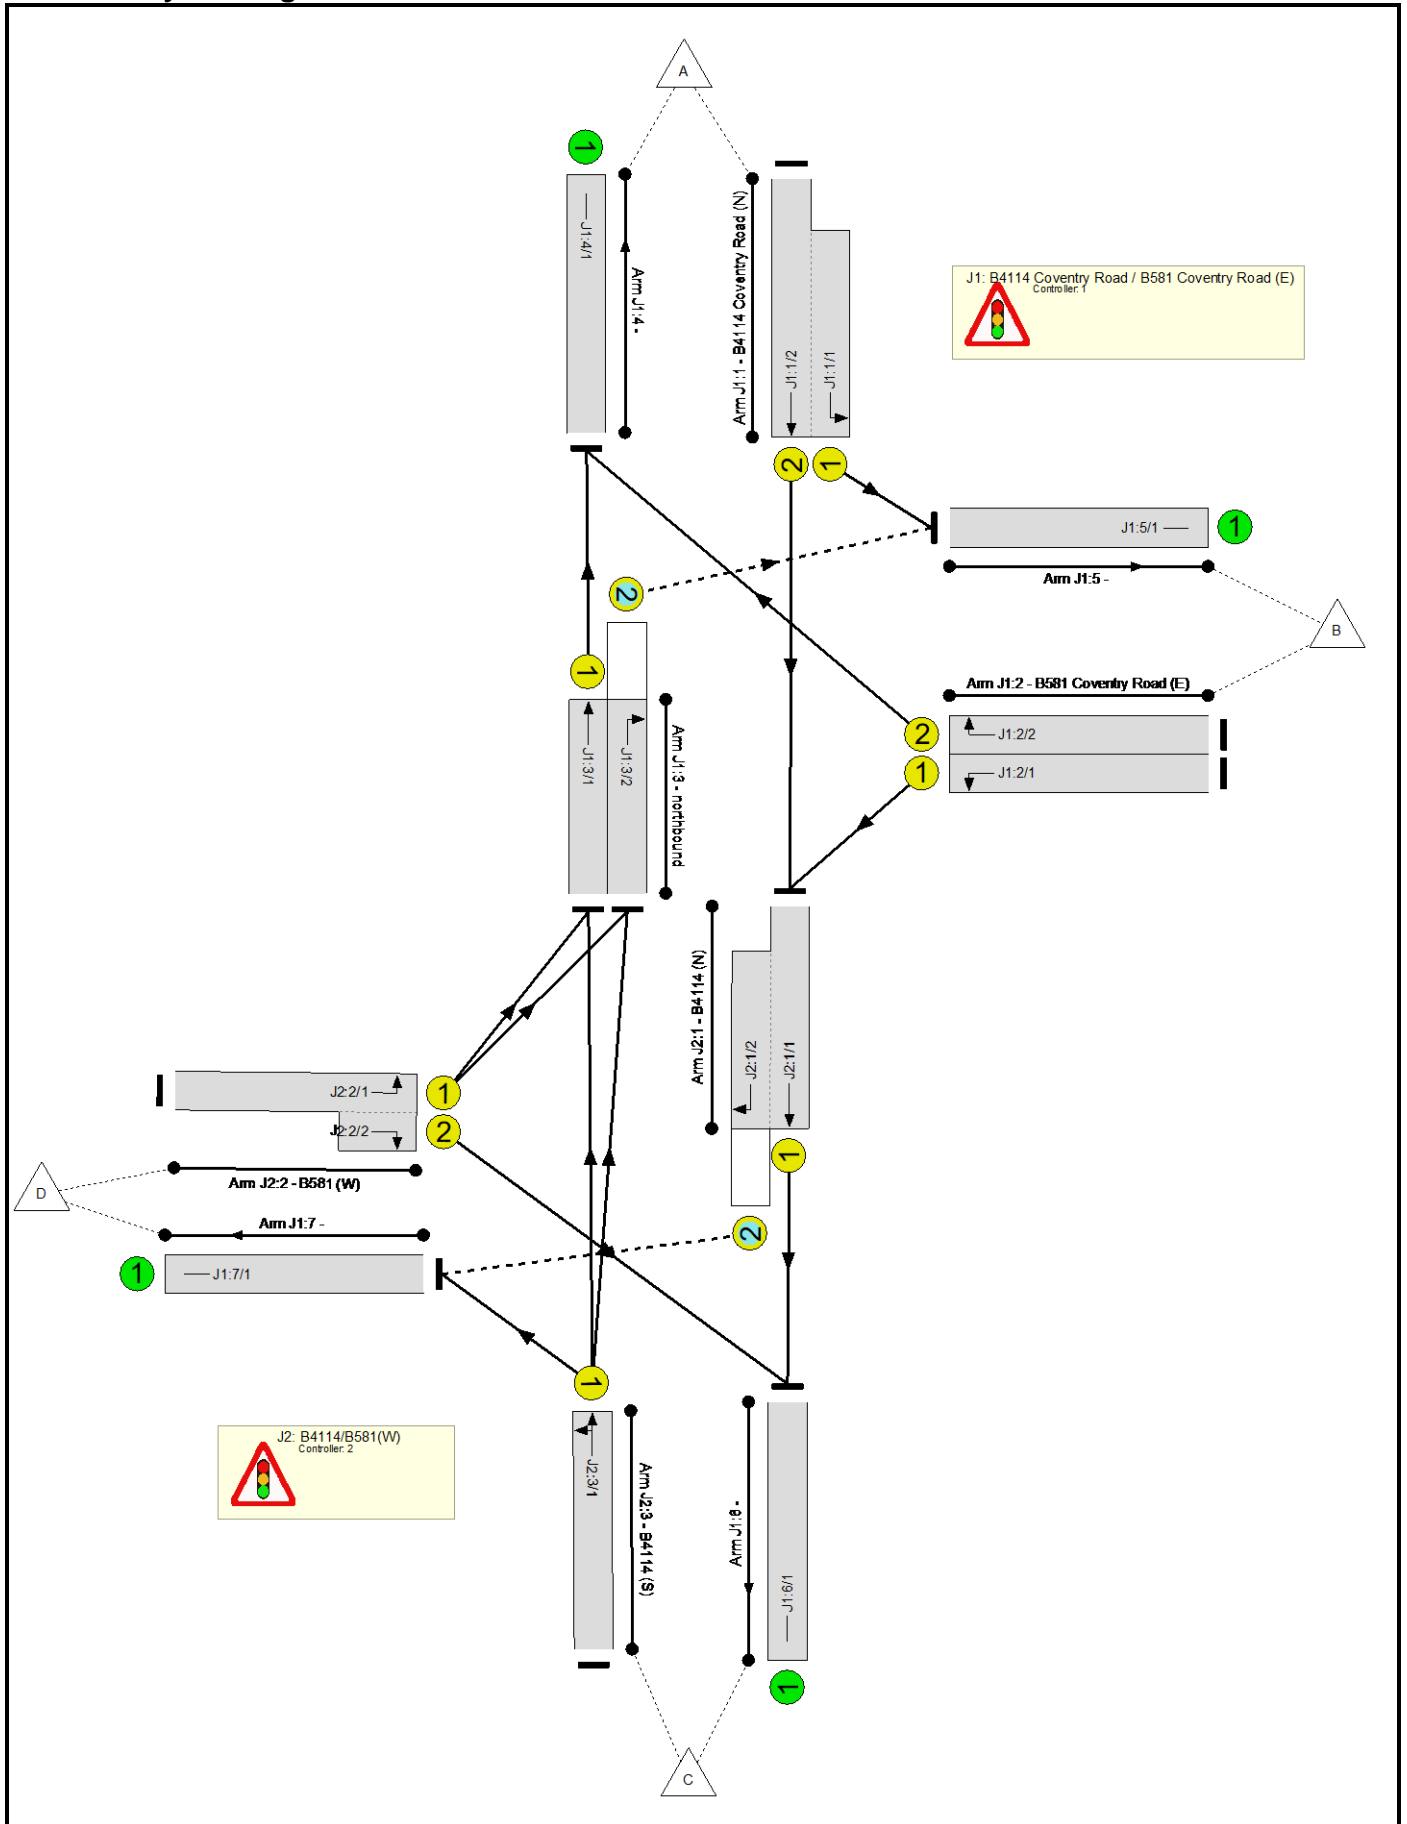 A
1
J1:4/1
Arm J1:4 -
Arm J1:1 - B4114 Coventry Road (N)
J1:1/2
J1:1/1
2
1
J1: B4114 Coventry Road / B581 Coventry Road (E)
Controller: 1
J1:5/1
1
Arm J1:5 -
B
2
1
J1:3/1
J1:3/2
Arm J1:3 - northbound
Arm J1:2 - B581 Coventry Road (E)
2
J1:2/2
1
J1:2/1
Arm J2:1 - B4114 (N)
J2:1/2
J2:1/1
1
2
J2:2/1
1
J2:2/2
2
Arm J2:2 - B581 (W)
D
Arm J1:7 -
1
J1:7/1
1
J2:3/1
Arm J2:3 - B4114 (S)
J2: B4114/B581(W)
Controller: 2
Arm J1:6 -
J1:6/1
1
C